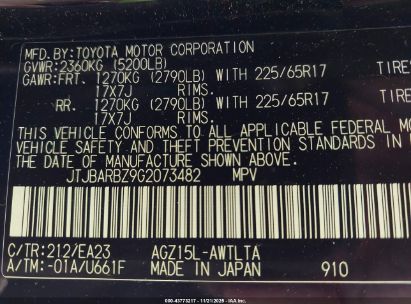 MFD.BY:TOYOTA MOTOR CORPORATION
GVWR:2360KG (5200LB)
GAWR:FRT. 1270KG (2790LB) WITH 225/65R17 TIRE
17X7J RIMS.
RR. 1270KG (2790LB) WITH 225/65R17 TIRES
17X7J RIMS.
THIS VEHICLE CONFORMS TO ALL APPLICABLE FEDERAL MO
VEHICLE SAFETY AND THEFT PREVENTION STANDARDS IN
DATE OF MANUFACTURE SHOWN ABOVE.
JTJBARBZ9G2073482 MPV
C/TR:212/EA23 AGZ15L-AWTLTA
A/TM:-01A/U661F MADE IN JAPAN 910